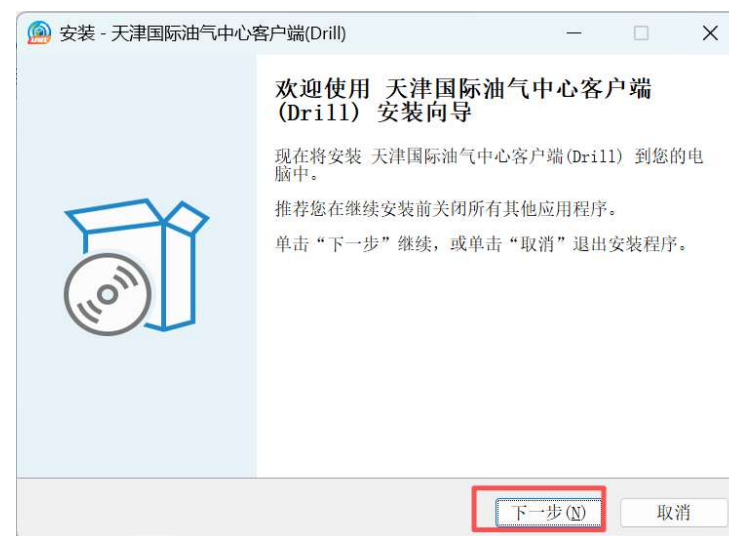 安装 - 天津国际油气中心客户端(Drill)
欢迎使用 天津国际油气中心客户端
(Drill) 安装向导
现在将安装 天津国际油气中心客户端(Drill) 到您的电
脑中。
推荐您在继续安装前关闭所有其他应用程序。
单击“下一步”继续，或单击“取消”退出安装程序。
下一步(N)
取消